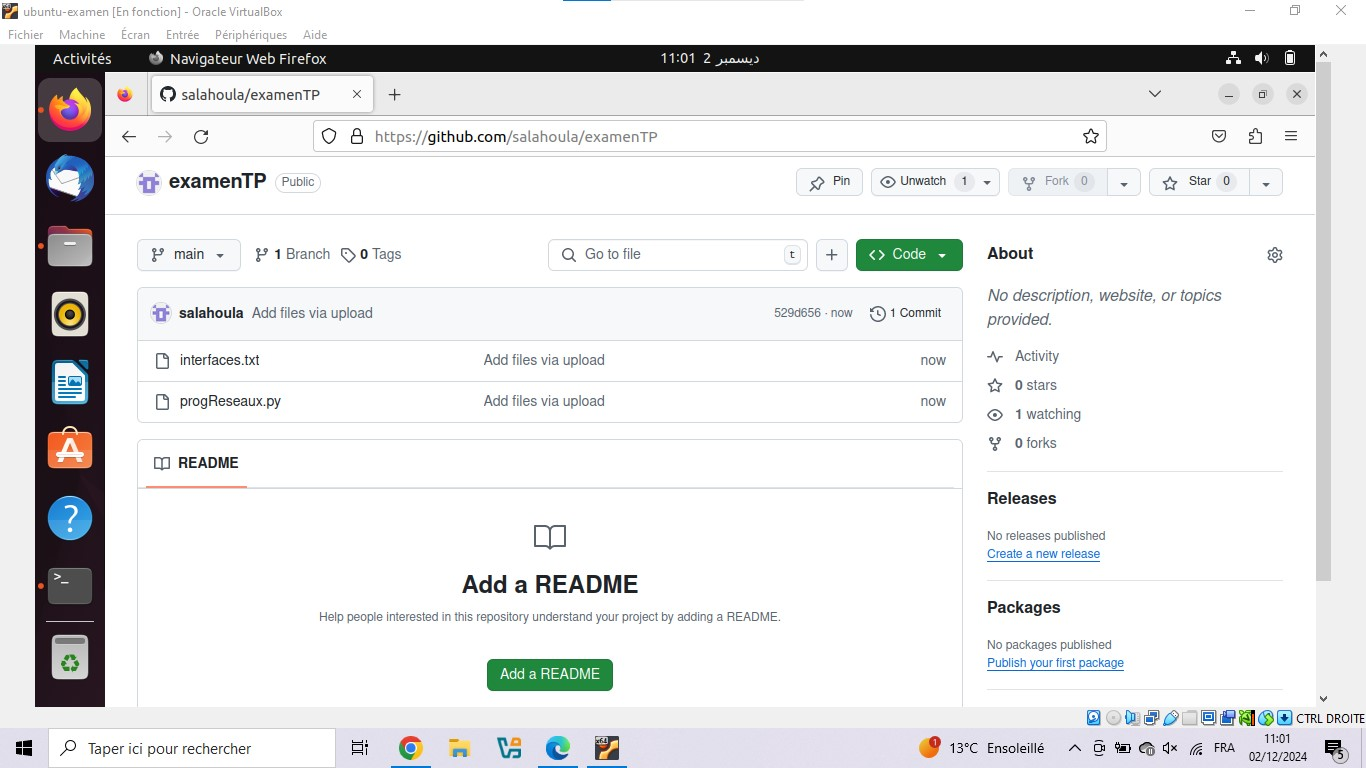 ubuntu-examen [En fonction] - Oracle VirtualBox
Fichier Machine Écran Entrée Périphériques Aide
Activités Navigateur Web Firefox 11:01 2 ديسمبر
salahoula/examenTP
https://github.com/salahoula/examenTP
examenTP Public Pin Unwatch 1 Fork 0 Star 0
main 1 Branch 0 Tags Go to file t Code
About
No description, website, or topics
provided.
salahoula Add files via upload 529d656 · now 1 Commit
interfaces.txt Add files via upload now
progReseaux.py Add files via upload now
Activity
0 stars
1 watching
0 forks
README
Add a README
Help people interested in this repository understand your project by adding a README.
Add a README
Releases
No releases published
Create a new release
Packages
No packages published
Publish your first package
CTRL DROITE
Taper ici pour rechercher
1 13°C Ensoleillé FRA 11:01
02/12/2024 5